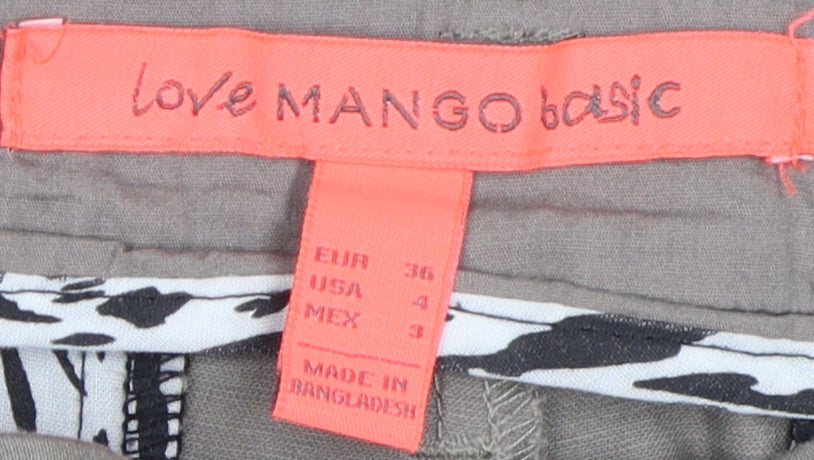 love MANGO basic
EUR 36
USA 4
MEX 3
MADE IN
BANGLADESH